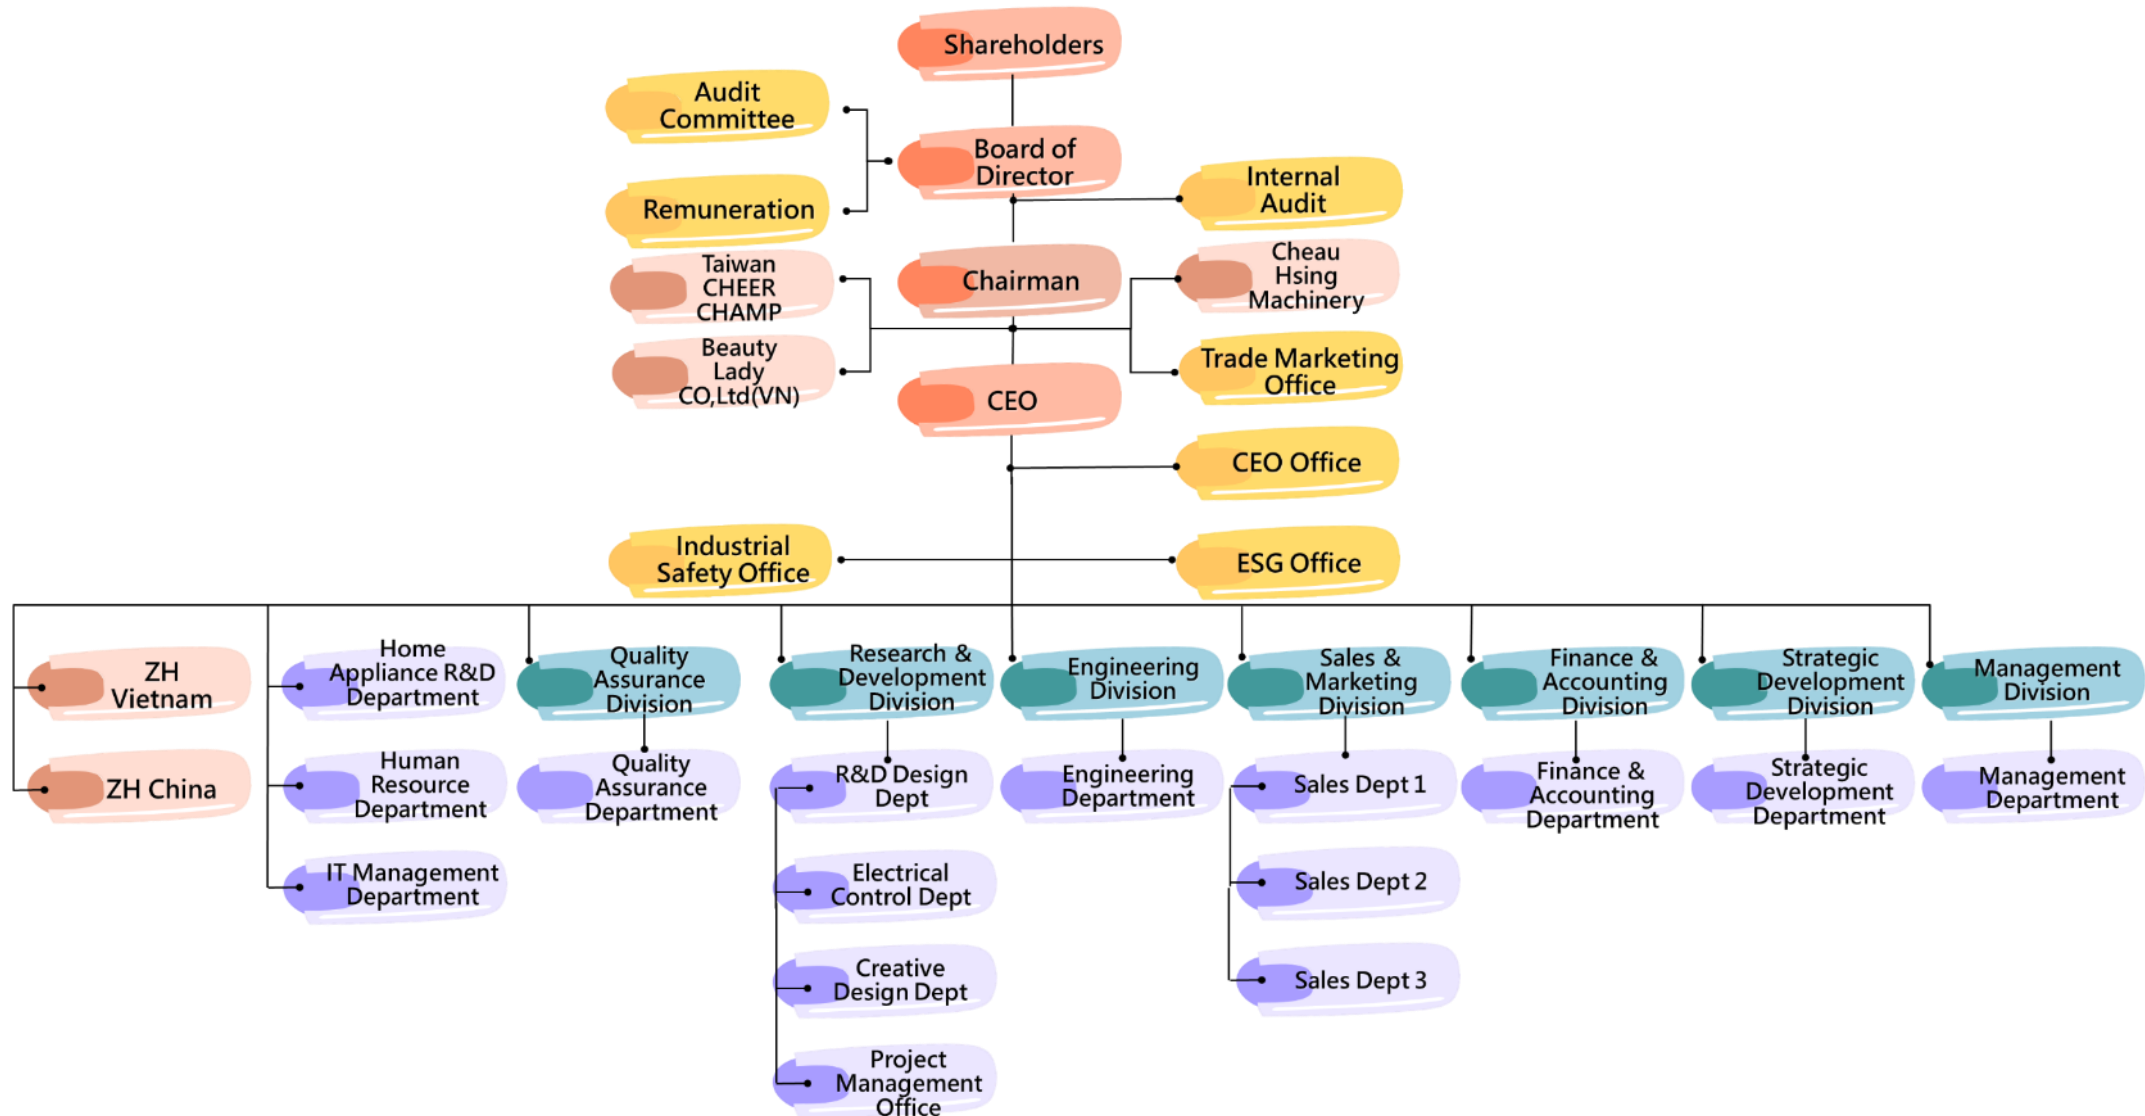 Shareholders
Audit
Committee
Board of
Director
Internal
Audit
Remuneration
Taiwan
CHEER
CHAMP
Chairman
Cheau
Hsing
Machinery
Beauty
Lady
CO,Ltd(VN)
Trade Marketing
Office
CEO
CEO Office
Industrial
Safety Office
ESG Office
ZH
Vietnam
Home
Appliance R&D
Department
Quality
Assurance
Division
Research &
Development
Division
Engineering
Division
Sales &
Marketing
Division
Finance &
Accounting
Division
Strategic
Development
Division
Management
Division
ZH China
Human
Resource
Department
Quality
Assurance
Department
R&D Design
Dept
Engineering
Department
Sales Dept 1
Finance &
Accounting
Department
Strategic
Development
Department
Management
Department
IT Management
Department
Electrical
Control Dept
Sales Dept 2
Creative
Design Dept
Sales Dept 3
Project
Management
Office